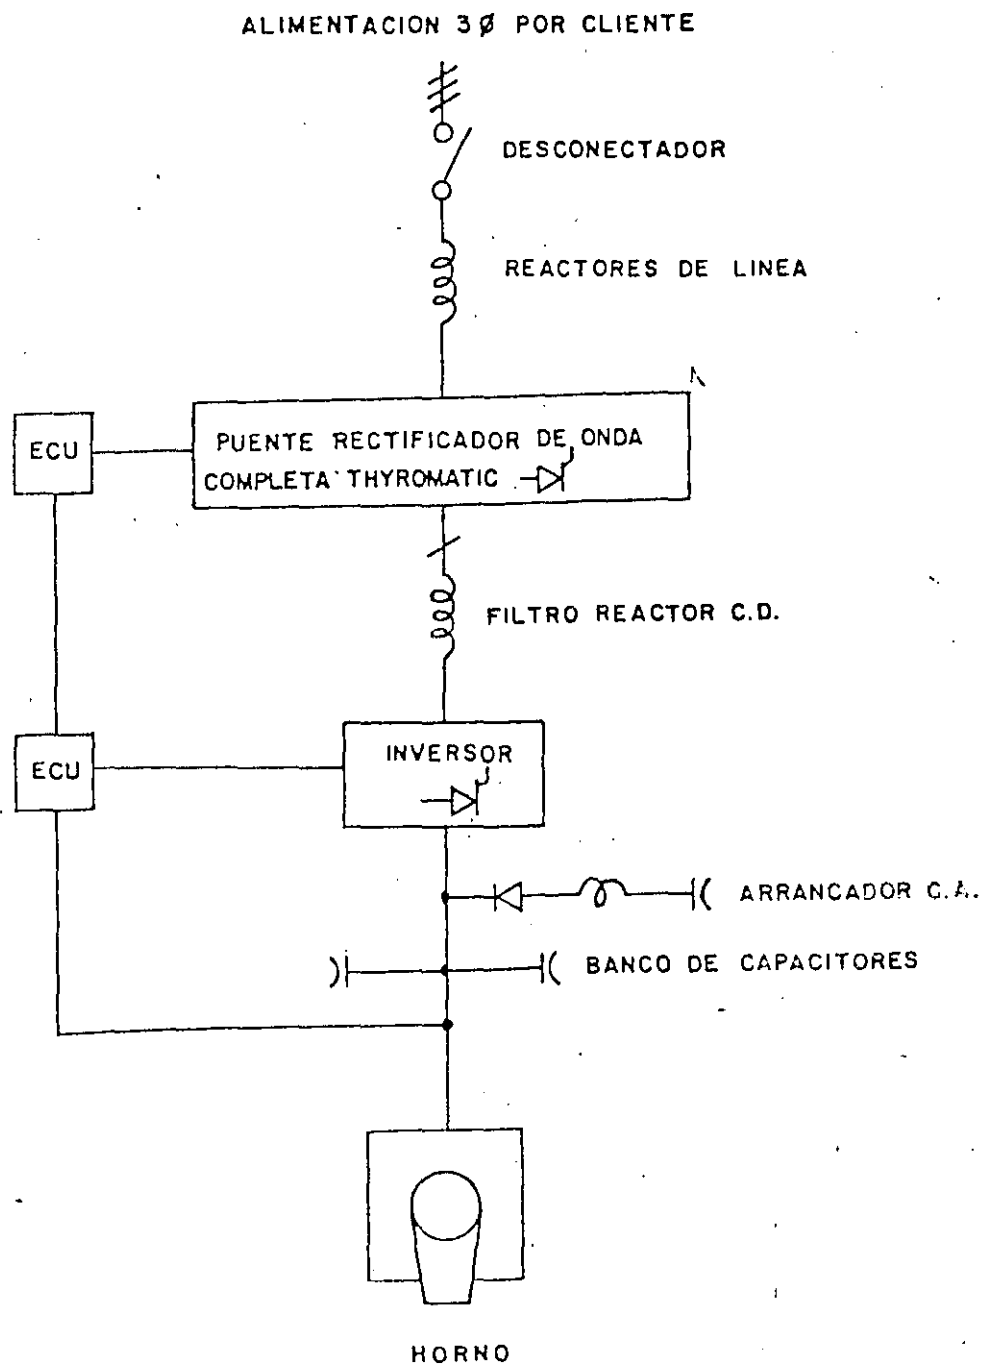 ALIMENTACION 3Ø POR CLIENTE
DESCONECTADOR
REACTORES DE LINEA
ECU
PUENTE RECTIFICADOR DE ONDA
COMPLETA THYROMATIC
FILTRO REACTOR C.D.
INVERSOR
ECU
ARRANCADOR C.A.
BANCO DE CAPACITORES
HORNO